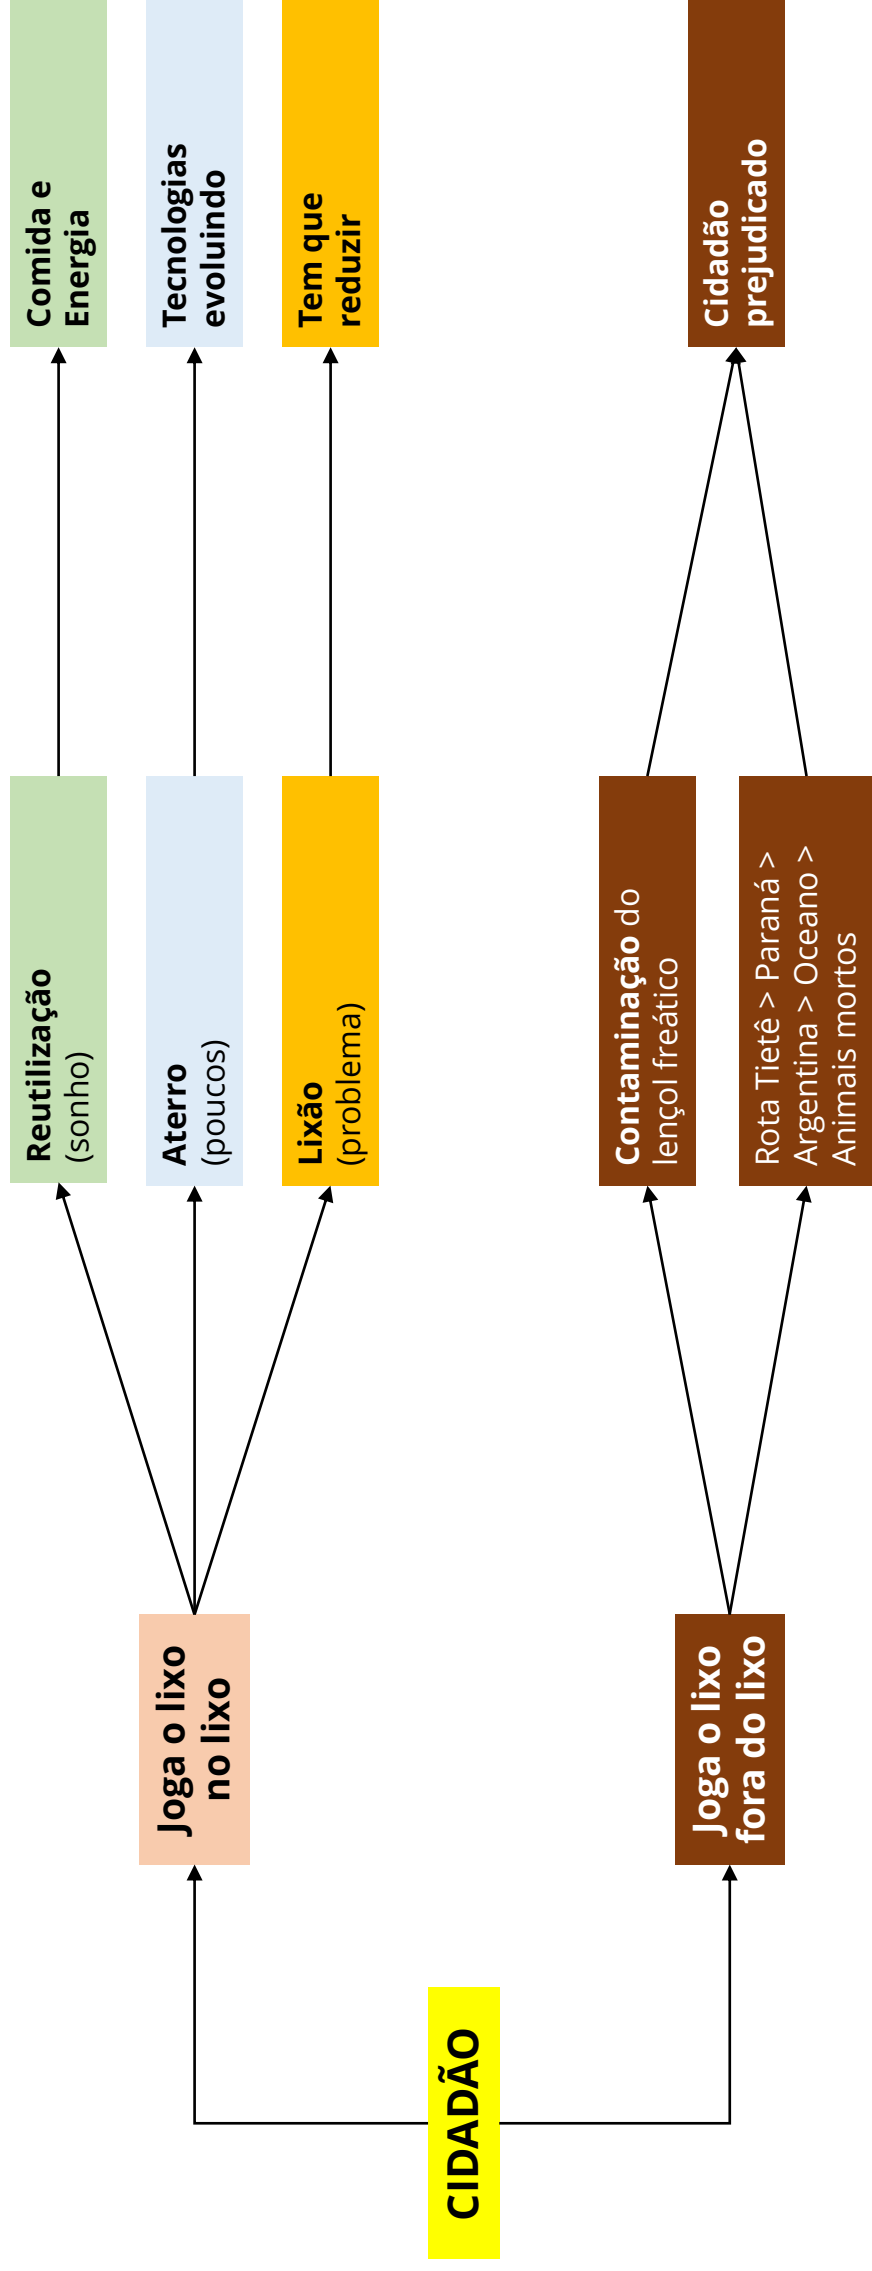 CIDADÃO
Joga o lixo
no lixo
Reutilização
(sonho)
Comida e
Energia
Aterro
(poucos)
Tecnologias
evoluindo
Lixão
(problema)
Tem que
reduzir
Joga o lixo
fora do lixo
Contaminação do
lençol freático
Rota Tietê > Paraná >
Argentina > Oceano >
Animais mortos
Cidadão
prejudicado